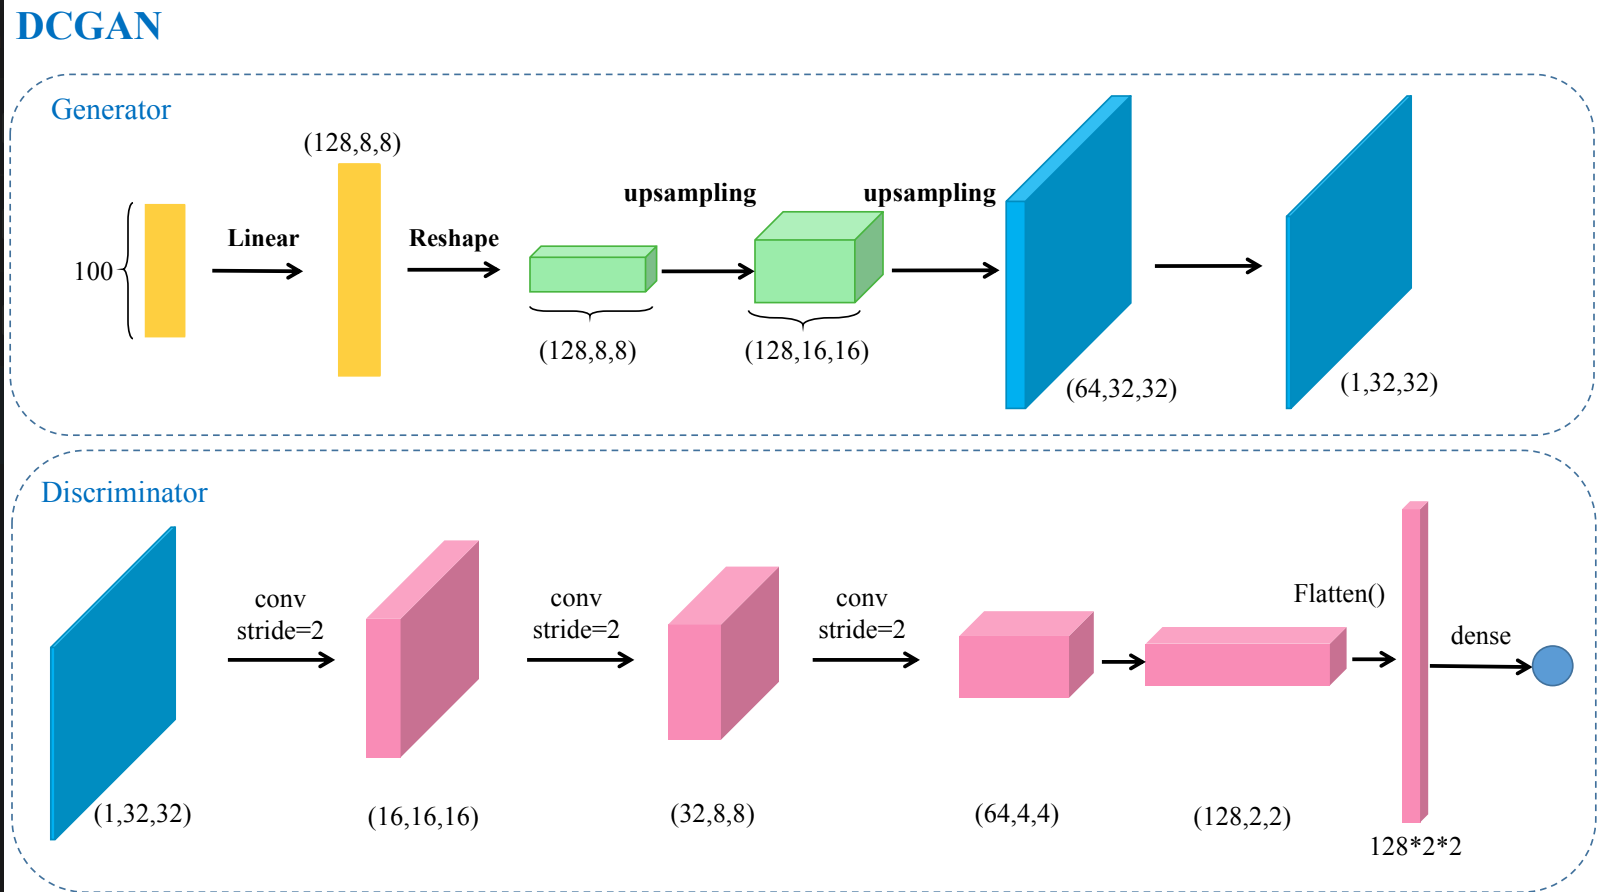 DCGAN
Generator
(128,8,8)
100
Linear
Reshape
upsampling
upsampling
(128,8,8)
(128,16,16)
(64,32,32)
(1,32,32)
Discriminator
conv
stride=2
conv
stride=2
conv
stride=2
Flatten()
dense
(1,32,32)
(16,16,16)
(32,8,8)
(64,4,4)
(128,2,2)
128*2*2